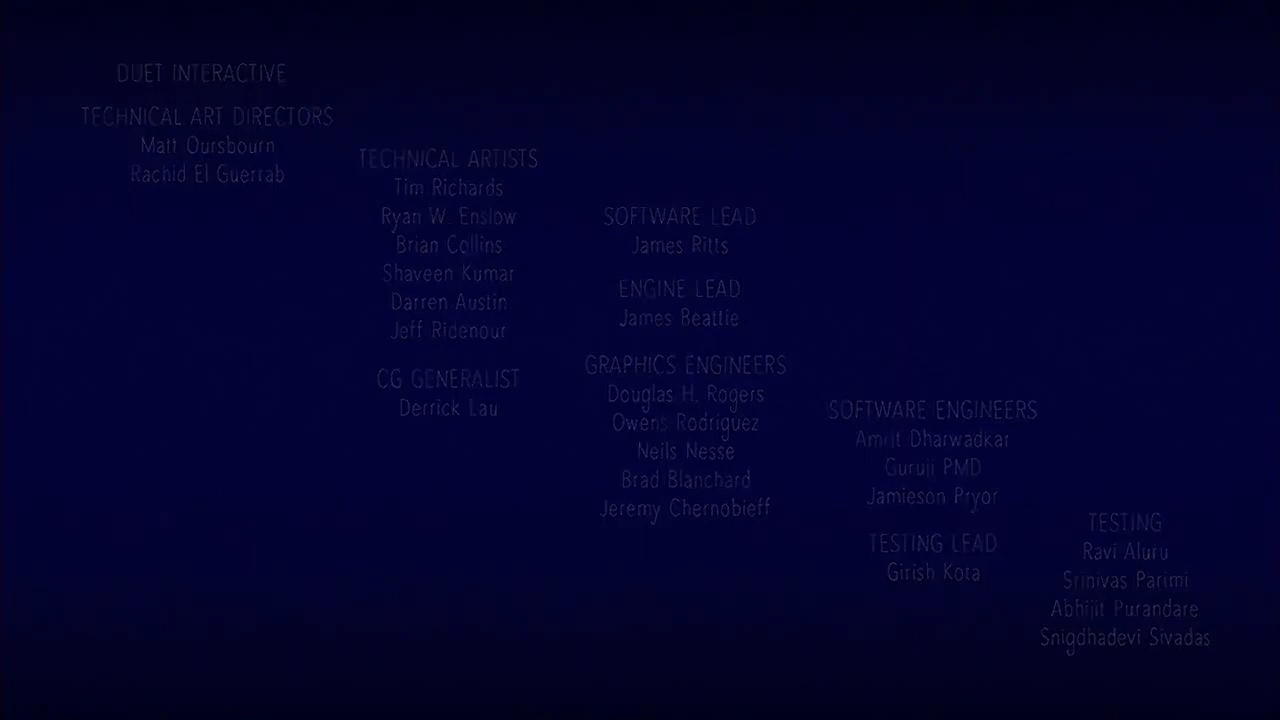 DUET INTERACTIVE
TECHNICAL ART DIRECTORS
Matt Oursbourn
Rachid El Guerrab
TECHNICAL ARTISTS
Tim Richards
Ryan W. Enslow
Brian Collins
Shaveen Kumar
Darren Austin
Jeff Ridenour
CG GENERALIST
Derrick Lau
SOFTWARE LEAD
James Ritts
ENGINE LEAD
James Beattie
GRAPHICS ENGINEERS
Douglas H. Rogers
Owens Rodriguez
Neils Nesse
Brad Blanchard
Jeremy Chernobieff
SOFTWARE ENGINEERS
Amrit Dharwadkar
Guruji PMD
Jamieson Pryor
TESTING LEAD
Girish Kota
TESTING
Ravi Aluru
Srinivas Parimi
Abhijit Purandare
Snigdhadevi Sivadas